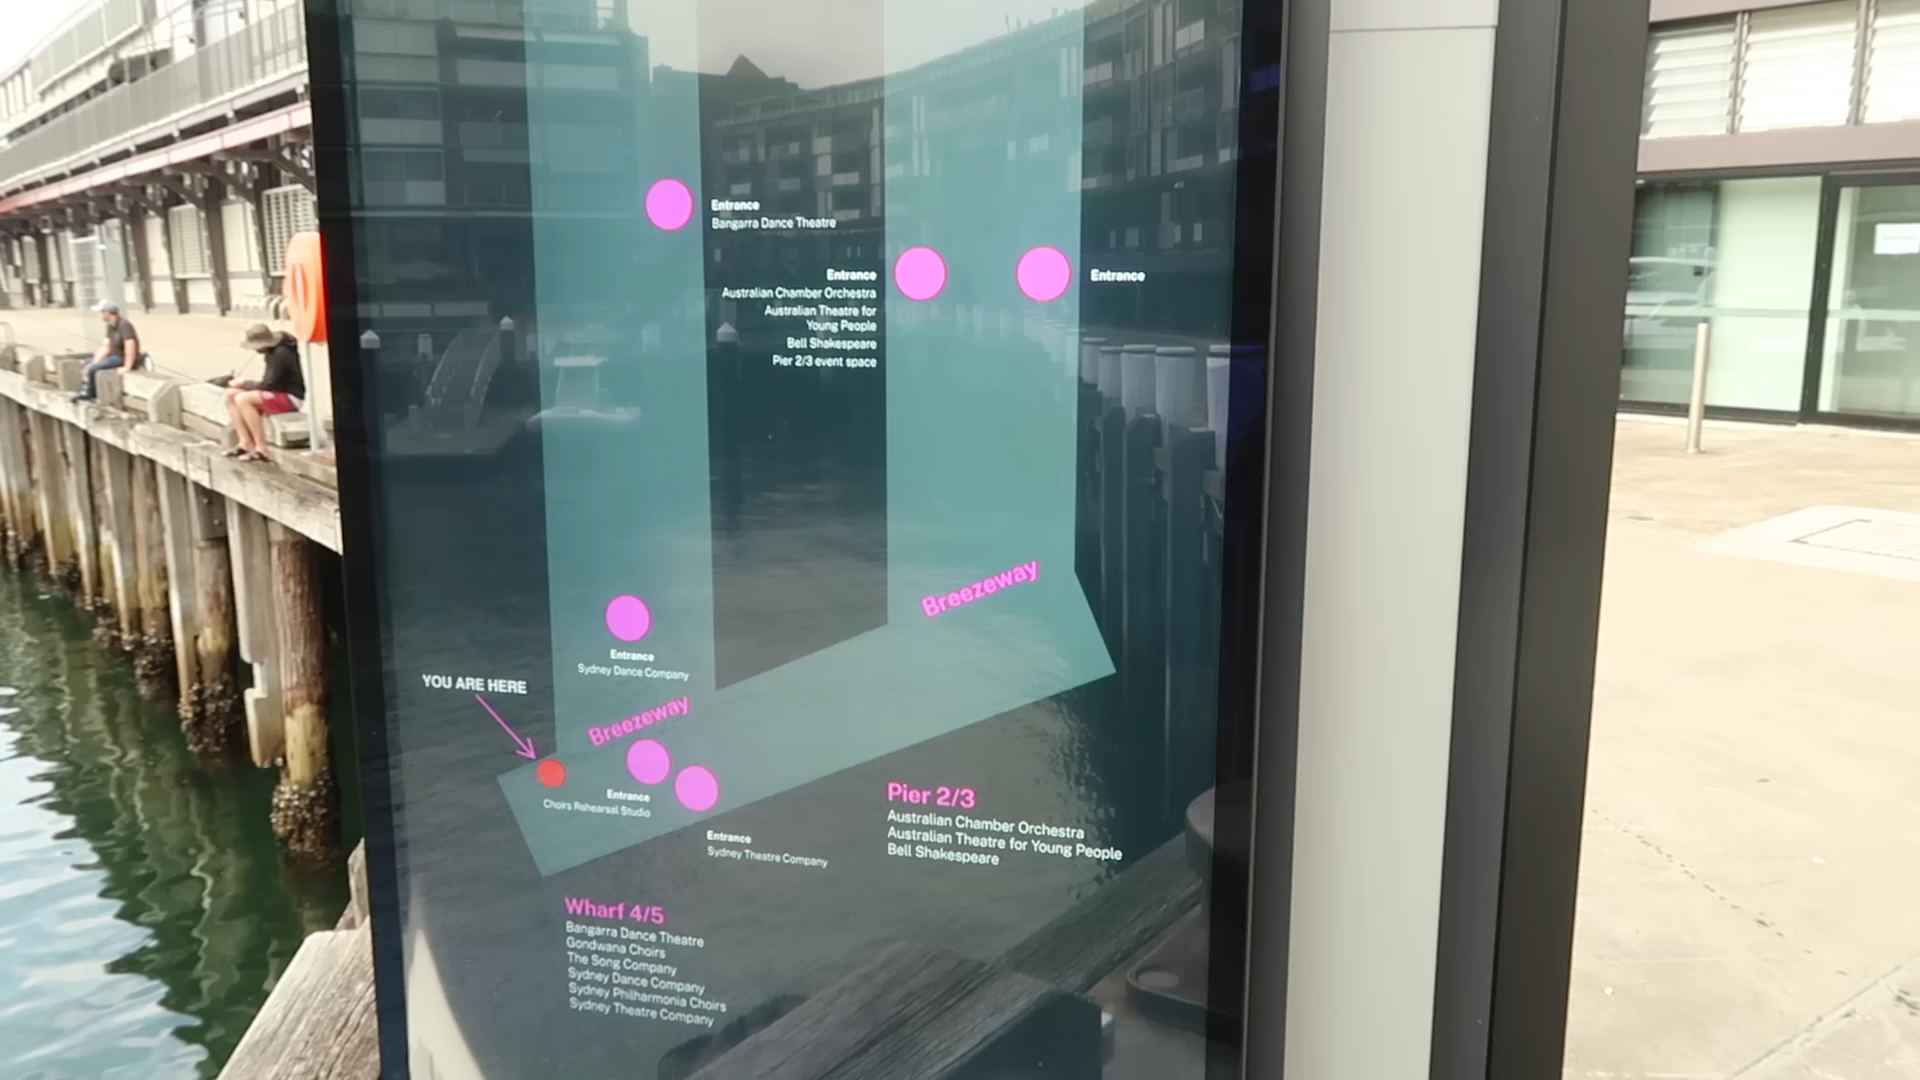 Entrance
Bangarra Dance Theatre
Entrance
Australian Chamber Orchestra
Australian Theatre for
Young People
Bell Shakespeare
Pier 2/3 event space
Entrance
Breezeway
Entrance
Sydney Dance Company
YOU ARE HERE
Breezeway
Entrance
Choirs Rehearsal Studio
Entrance
Sydney Theatre Company
Pier 2/3
Australian Chamber Orchestra
Australian Theatre for Young People
Bell Shakespeare
Wharf 4/5
Bangarra Dance Theatre
Gondwana Choirs
The Song Company
Sydney Dance Company
Sydney Philharmonia Choirs
Sydney Theatre Company